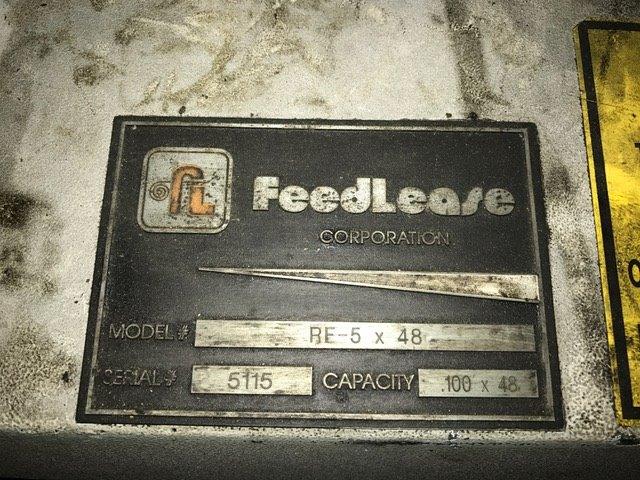 FL
FeedLease
CORPORATION
MODEL # RE-5 x 48
SERIAL # 5115 CAPACITY 100 x 48